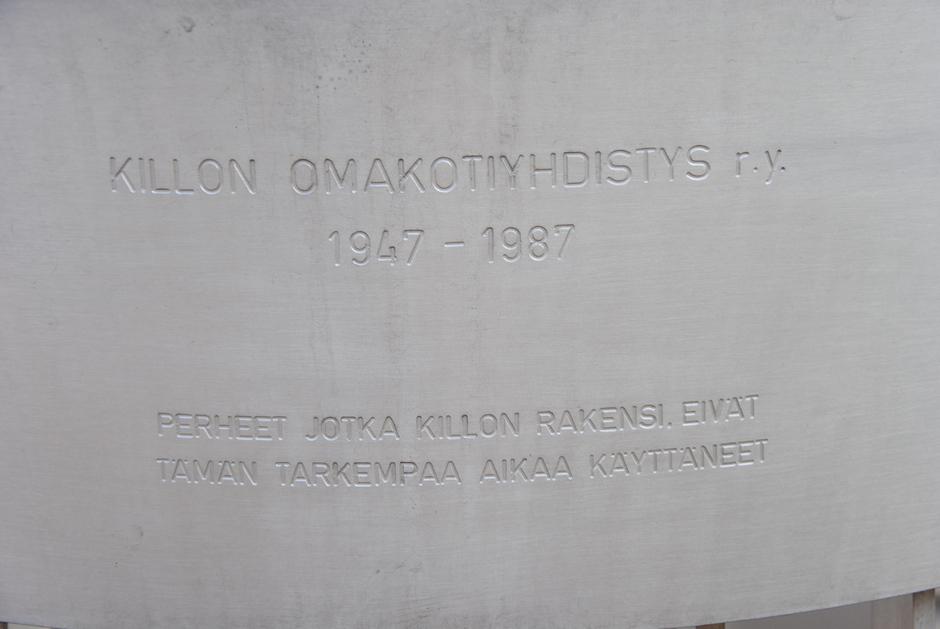 KILLON OMAKOTIYHDISTYS r.y.
1947 - 1987
PERHEET JOTKA KILLON RAKENSI. EIVÄT
TÄMÄN TARKEMPAA AIKAA KÄYTTÄNEET